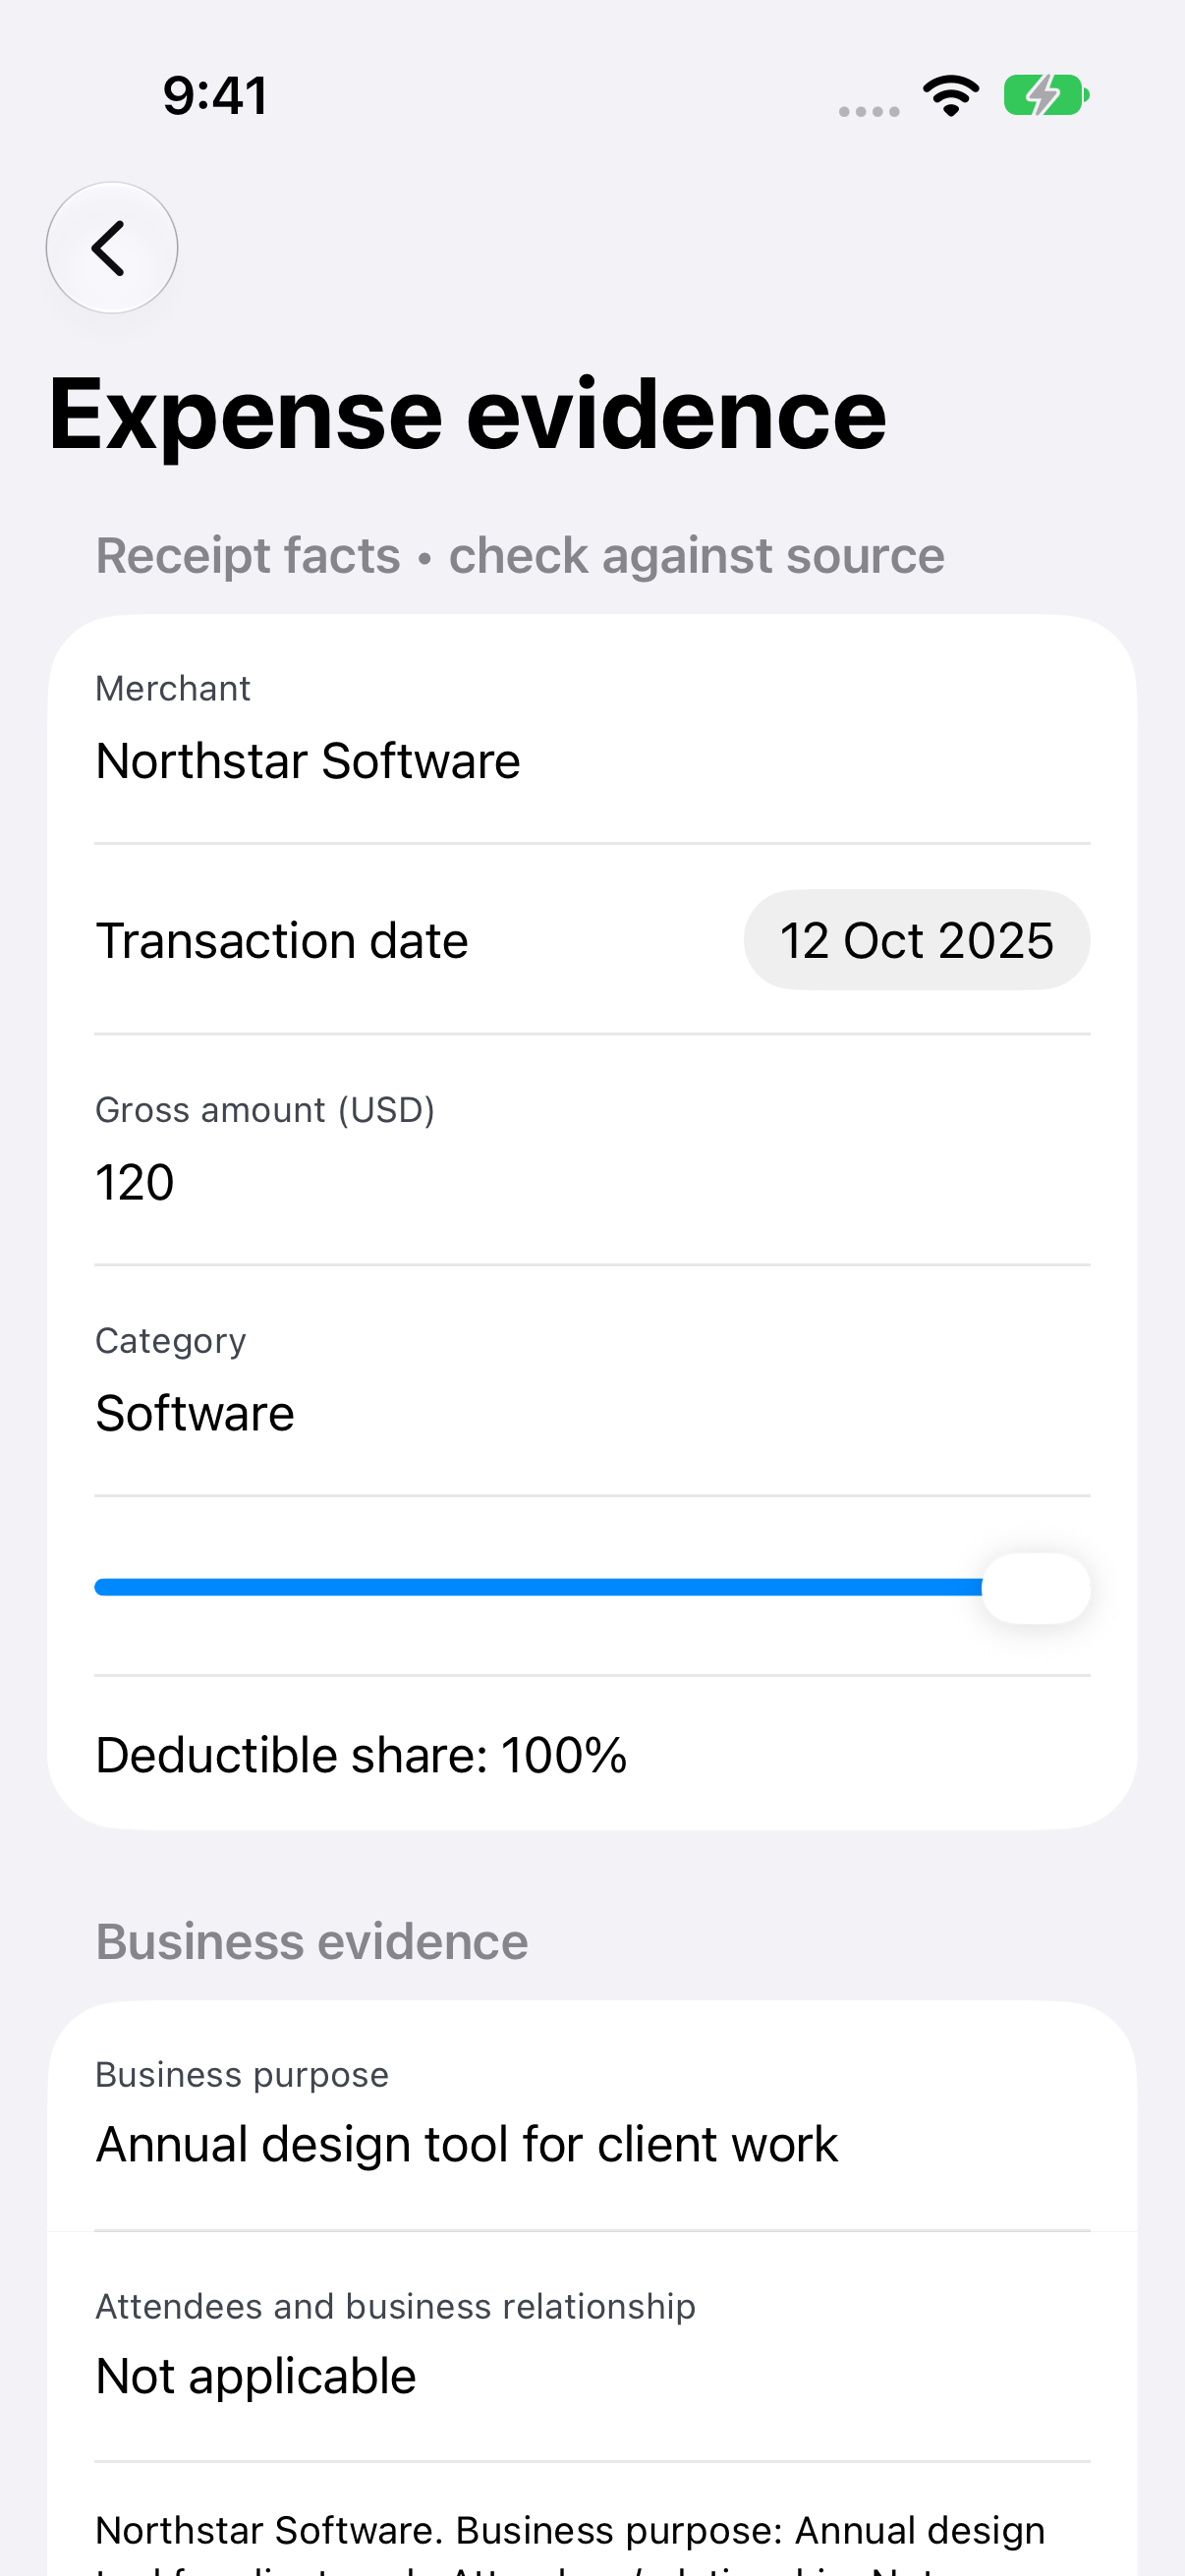 9:41
Expense evidence
Receipt facts • check against source
Merchant
Northstar Software
Transaction date 12 Oct 2025
Gross amount (USD)
120
Category
Software
Deductible share: 100%
Business evidence
Business purpose
Annual design tool for client work
Attendees and business relationship
Not applicable
Northstar Software. Business purpose: Annual design